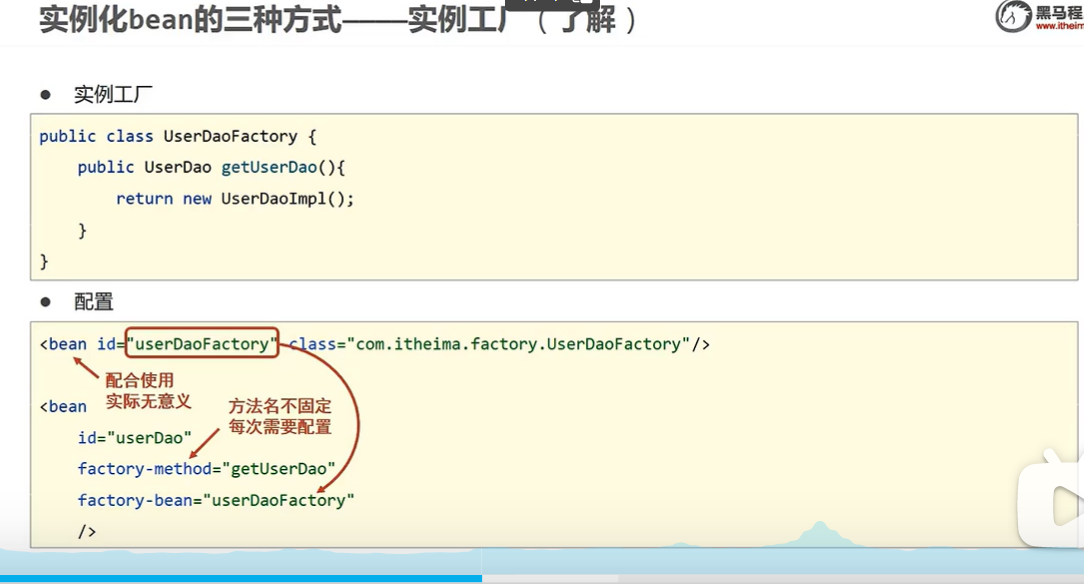 实例化bean的三种方式——实例工厂（了解）
黑马程
www.itheim
● 实例工厂
public class UserDaoFactory {
public UserDao getUserDao(){
return new UserDaoImpl();
}
}
● 配置
<bean id="userDaoFactory" class="com.itheima.factory.UserDaoFactory"/>
配合使用
实际无意义
<bean
方法名不固定
每次需要配置
id="userDao"
factory-method="getUserDao"
factory-bean="userDaoFactory"
/>